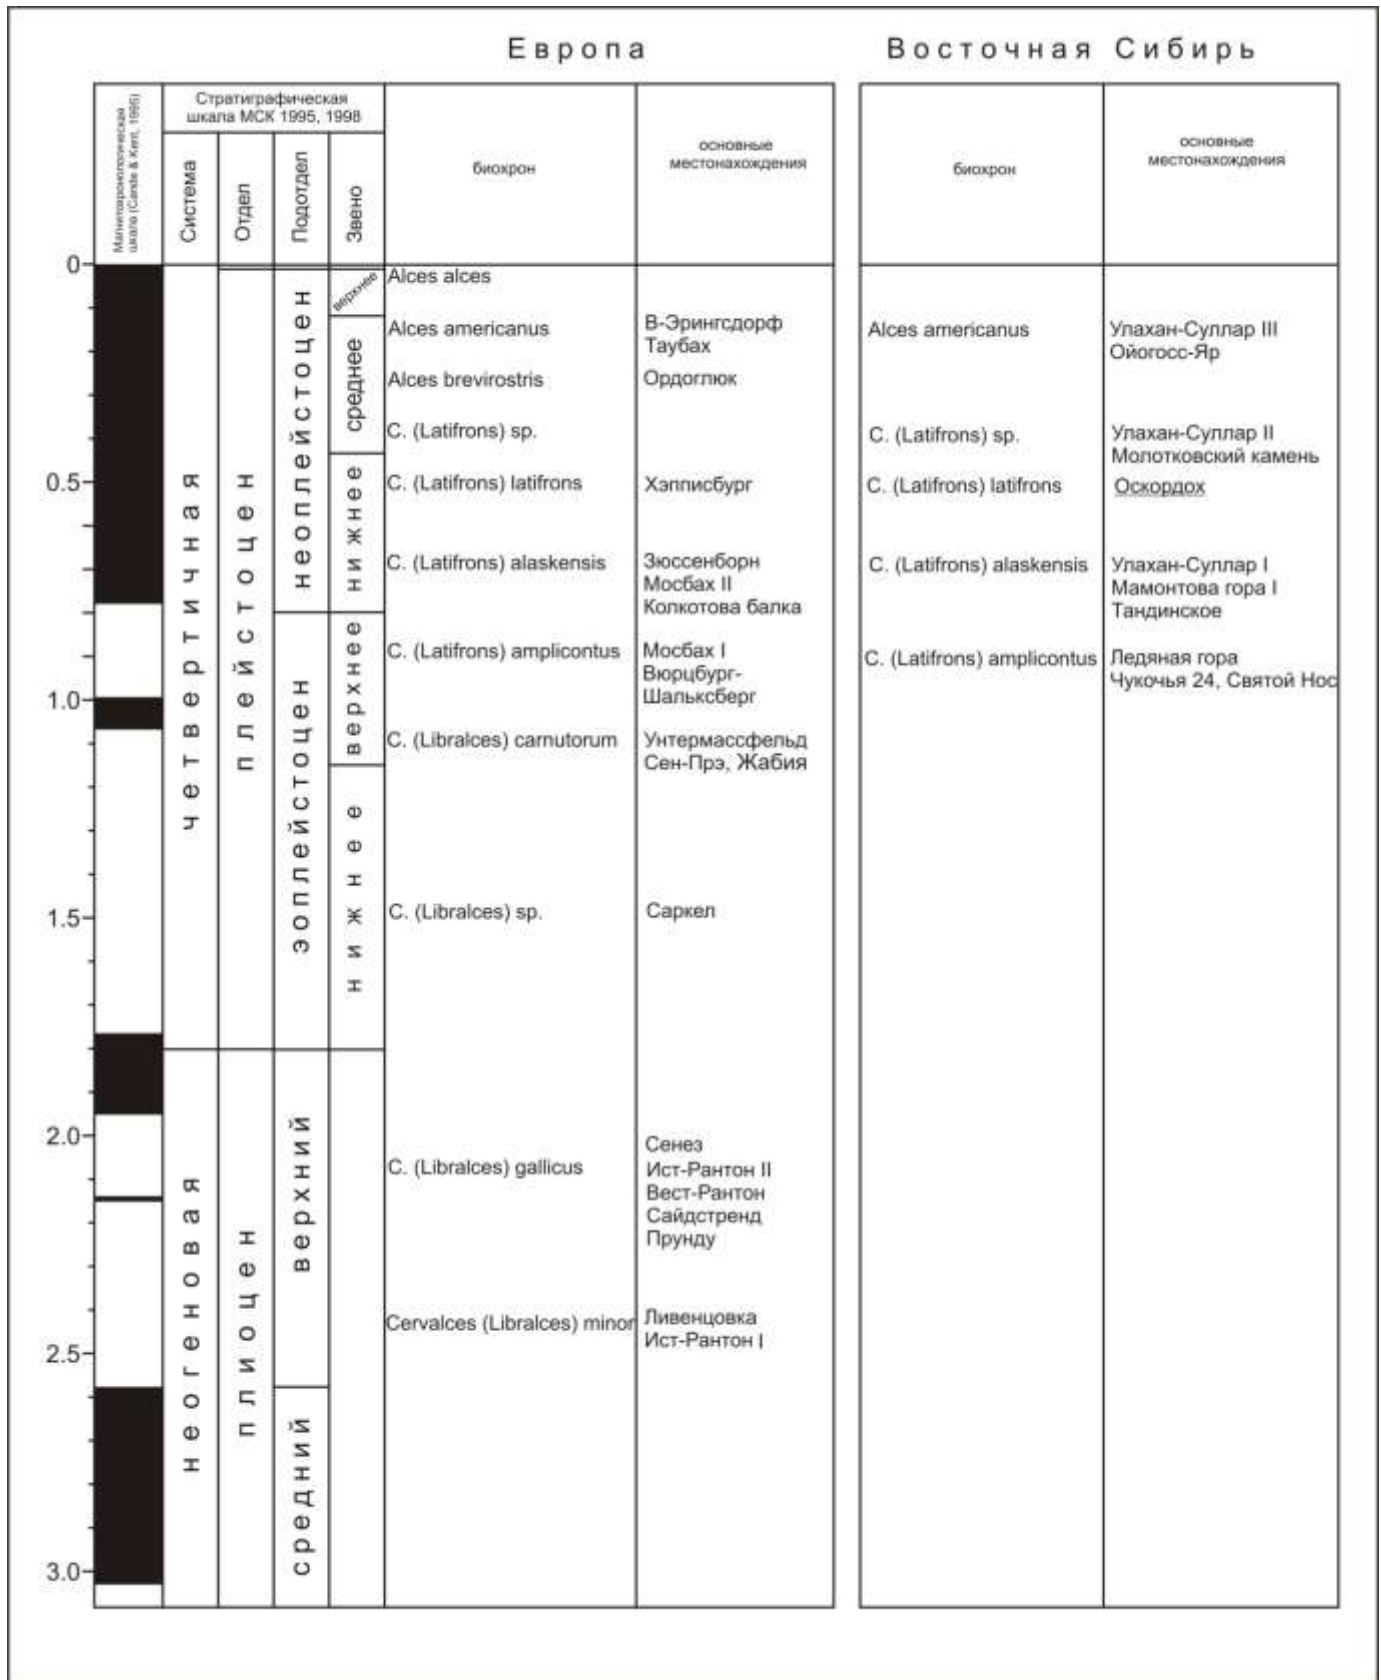 Европа
Восточная Сибирь
Магнитохронологическая
шкала (Cande & Kent, 1995)
Стратиграфическая
шкала МСК 1995, 1998
Система
Отдел
Подотдел
Звено
биохрон
основные
местонахождения
биохрон
основные
местонахождения
0
0.5
1.0
1.5
2.0
2.5
3.0
четвертичная
неогеновая
плейстоцен
плиоцен
неоплейстоцен
эоплейстоцен
верхний
средний
верхнее
среднее
нижнее
верхнее
нижнее
Alces alces
Alces americanus
В-Эрингсдорф
Таубах
Alces brevirostris
Ордоглюк
C. (Latifrons) sp.
C. (Latifrons) latifrons
Хэпписбург
C. (Latifrons) alaskensis
Зюссенборн
Мосбах II
Колкотова балка
C. (Latifrons) amplicontus
Мосбах I
Вюрцбург-
Шальксберг
C. (Libralces) carnutorum
Унтермассфельд
Сен-Прэ, Жабия
C. (Libralces) sp.
Саркел
C. (Libralces) gallicus
Сенез
Ист-Рантон II
Вест-Рантон
Сайдстренд
Прунду
Cervalces (Libralces) minor
Ливенцовка
Ист-Рантон I
Alces americanus
Улахан-Суллар III
Ойогосс-Яр
C. (Latifrons) sp.
Улахан-Суллар II
Молотковский камень
C. (Latifrons) latifrons
Оскордох
C. (Latifrons) alaskensis
Улахан-Суллар I
Мамонтова гора I
Тандинское
C. (Latifrons) amplicontus
Ледяная гора
Чукочья 24, Святой Нос